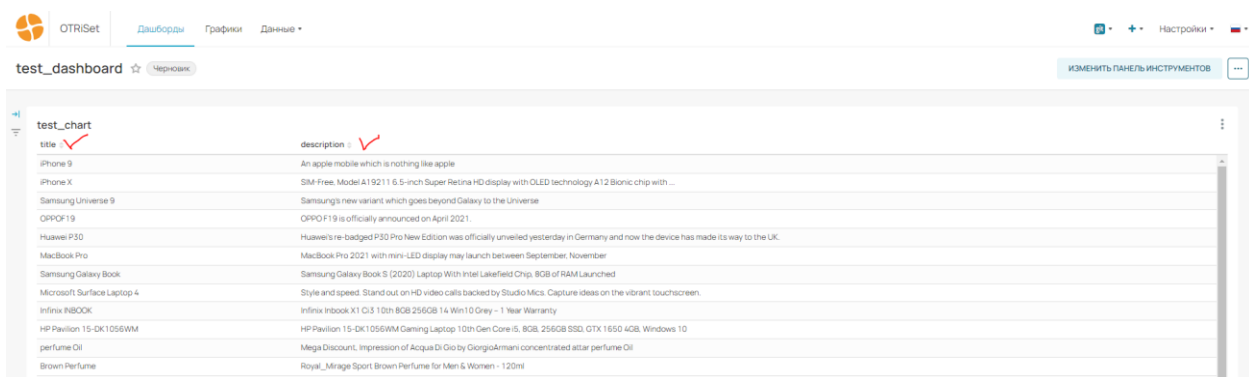 OTRiSet Дашборды Графики Данные Настройки
test_dashboard Черновик ИЗМЕНИТЬ ПАНЕЛЬ ИНСТРУМЕНТОВ
test_chart
title description
iPhone 9 An apple mobile which is nothing like apple
iPhone X SIM-Free, Model A19211 6.5-inch Super Retina HD display with OLED technology A12 Bionic chip with ...
Samsung Universe 9 Samsung's new variant which goes beyond Galaxy to the Universe
OPPOF19 OPPO F19 is officially announced on April 2021.
Huawei P30 Huawei's re-badged P30 Pro New Edition was officially unveiled yesterday in Germany and now the device has made its way to the UK.
MacBook Pro MacBook Pro 2021 with mini-LED display may launch between September, November
Samsung Galaxy Book Samsung Galaxy Book S (2020) Laptop With Intel Lakefield Chip, 8GB of RAM Launched
Microsoft Surface Laptop 4 Style and speed. Stand out on HD video calls backed by Studio Mics. Capture ideas on the vibrant touchscreen.
Infinix INBOOK Infinix Inbook X1 Ci3 10th 8GB 256GB 14 Win10 Grey – 1 Year Warranty
HP Pavilion 15-DK1056WM HP Pavilion 15-DK1056WM Gaming Laptop 10th Gen Core i5, 8GB, 256GB SSD, GTX 1650 4GB, Windows 10
perfume Oil Mega Discount, Impression of Acqua Di Gio by GiorgioArmani concentrated attar perfume Oil
Brown Perfume Royal_Mirage Sport Brown Perfume for Men & Women - 120ml